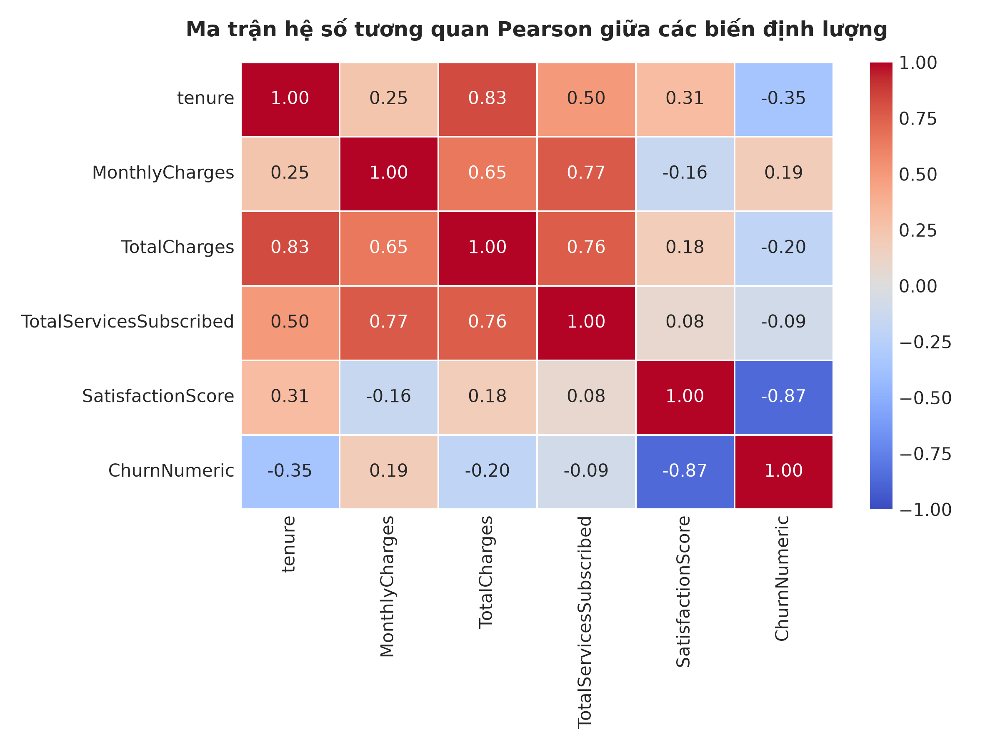 Ma trận hệ số tương quan Pearson giữa các biến định lượng
tenure 1.00 0.25 0.83 0.50 0.31 -0.35
MonthlyCharges 0.25 1.00 0.65 0.77 -0.16 0.19
TotalCharges 0.83 0.65 1.00 0.76 0.18 -0.20
TotalServicesSubscribed 0.50 0.77 0.76 1.00 0.08 -0.09
SatisfactionScore 0.31 -0.16 0.18 0.08 1.00 -0.87
ChurnNumeric -0.35 0.19 -0.20 -0.09 -0.87 1.00
tenure
MonthlyCharges
TotalCharges
TotalServicesSubscribed
SatisfactionScore
ChurnNumeric
1.00
0.75
0.50
0.25
0.00
−0.25
−0.50
−0.75
−1.00